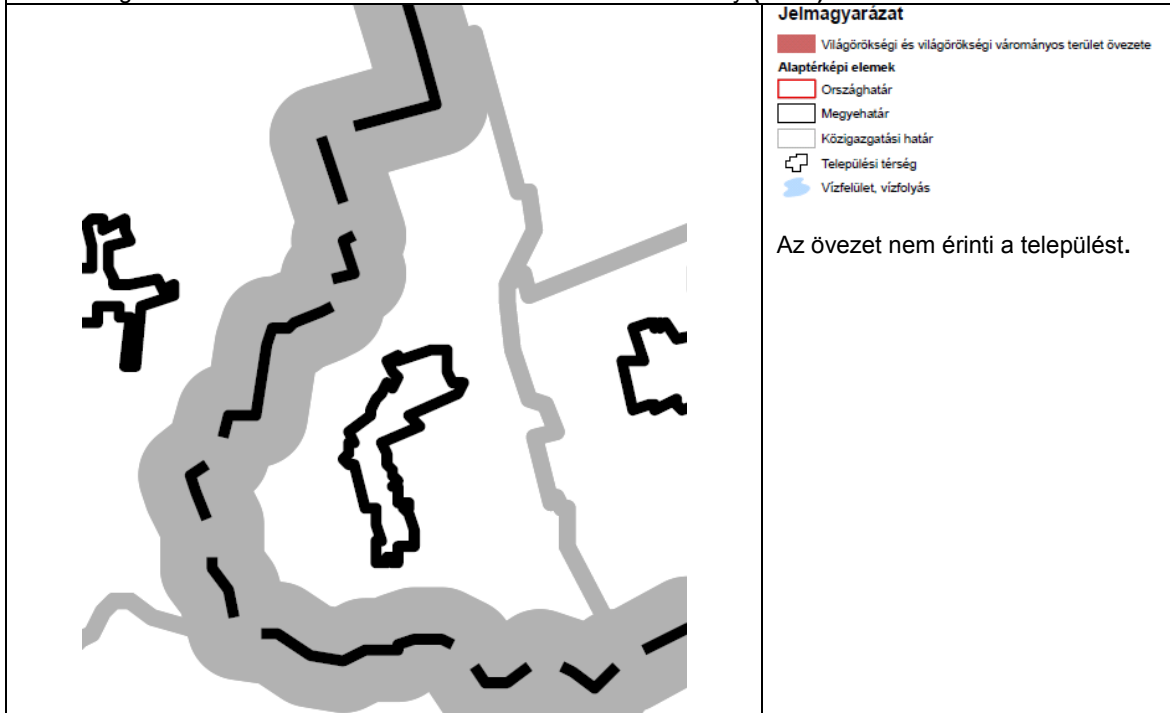 Jelmagyarázat
Világörökségi és világörökségi várományos terület övezete
Alaptérképi elemek
Országhatár
Megyehatár
Közigazgatási határ
Települési térség
Vízfelület, vízfolyás
Az övezet nem érinti a települést.